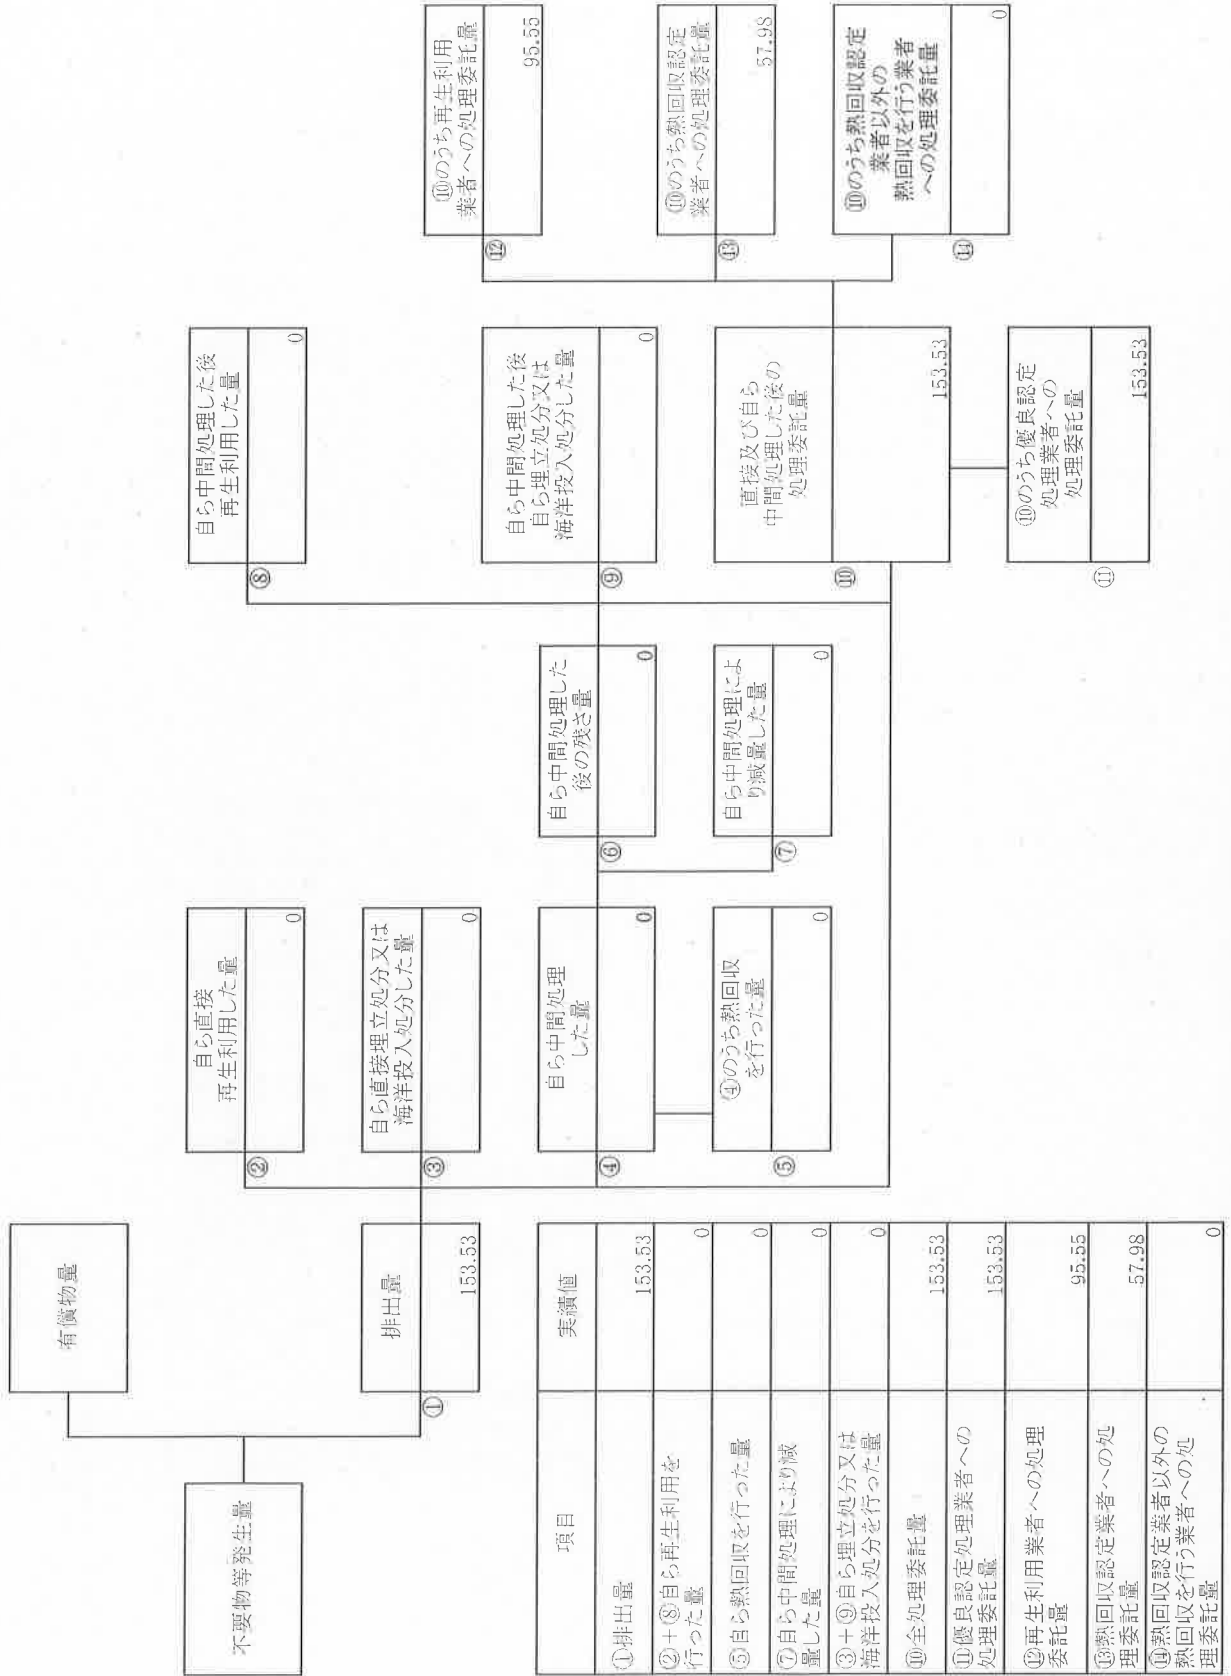 有償物量
不要物等発生量
①
排出量
153.53
②
自ら直接
再生利用した量
0
③
自ら直接埋立処分又は
海洋投入処分した量
0
④
自ら中間処理
した量
0
⑤
④のうち熱回収
を行った量
0
⑥
自ら中間処理した
後の残さ量
0
⑦
自ら中間処理によ
り減量した量
0
⑧
自ら中間処理した後
再生利用した量
0
⑨
自ら中間処理した後
自ら埋立処分又は
海洋投入処分した量
0
⑩
直接及び自ら
中間処理した後の
処理委託量
153.53
⑪
⑩のうち優良認定
処理業者への
処理委託量
153.53
⑫
⑩のうち再生利用
業者への処理委託量
95.55
⑬
⑩のうち熱回収認定
業者への処理委託量
57.98
⑭
⑩のうち熱回収認定
業者以外の
熱回収を行う業者
への処理委託量
0
項目
実績値
①排出量
153.53
②+⑧自ら再生利用を
行った量
0
⑤自ら熱回収を行った量
0
⑦自ら中間処理により減
量した量
0
③+⑨自ら埋立処分又は
海洋投入処分を行った量
0
⑩全処理委託量
153.53
⑪優良認定処理業者への
処理委託量
153.53
⑫再生利用業者への処理
委託量
95.55
⑬熱回収認定業者への処
理委託量
57.98
⑭熱回収認定業者以外の
熱回収を行う業者への処
理委託量
0